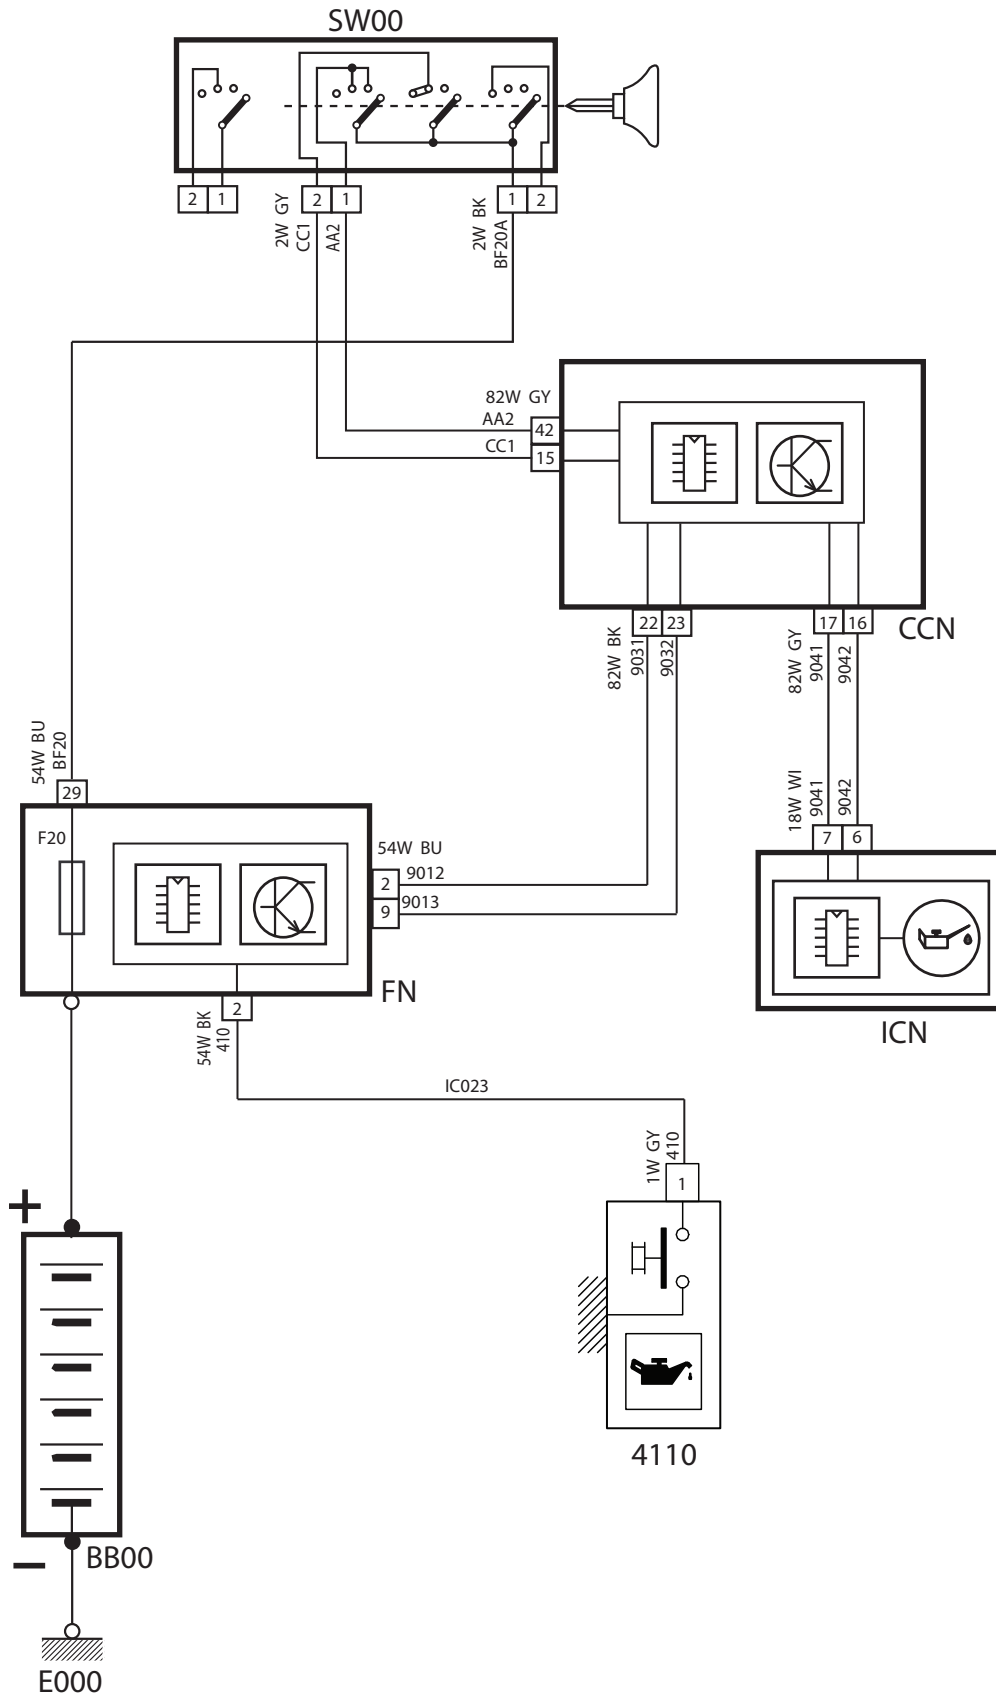 SW00
2 1
2 1
1 2
2W GY
CC1
AA2
2W BK
BF20A
82W GY
AA2
42
CC1
15
22 23
17 16
CCN
82W BK
9031
9032
82W GY
9041
9042
54W BU
BF20
29
18W WI
9041
9042
7 6
F20
54W BU
2
9012
9
9013
FN
2
ICN
54W BK
410
IC023
1W GY
410
1
+
4110
–
BB00
E000